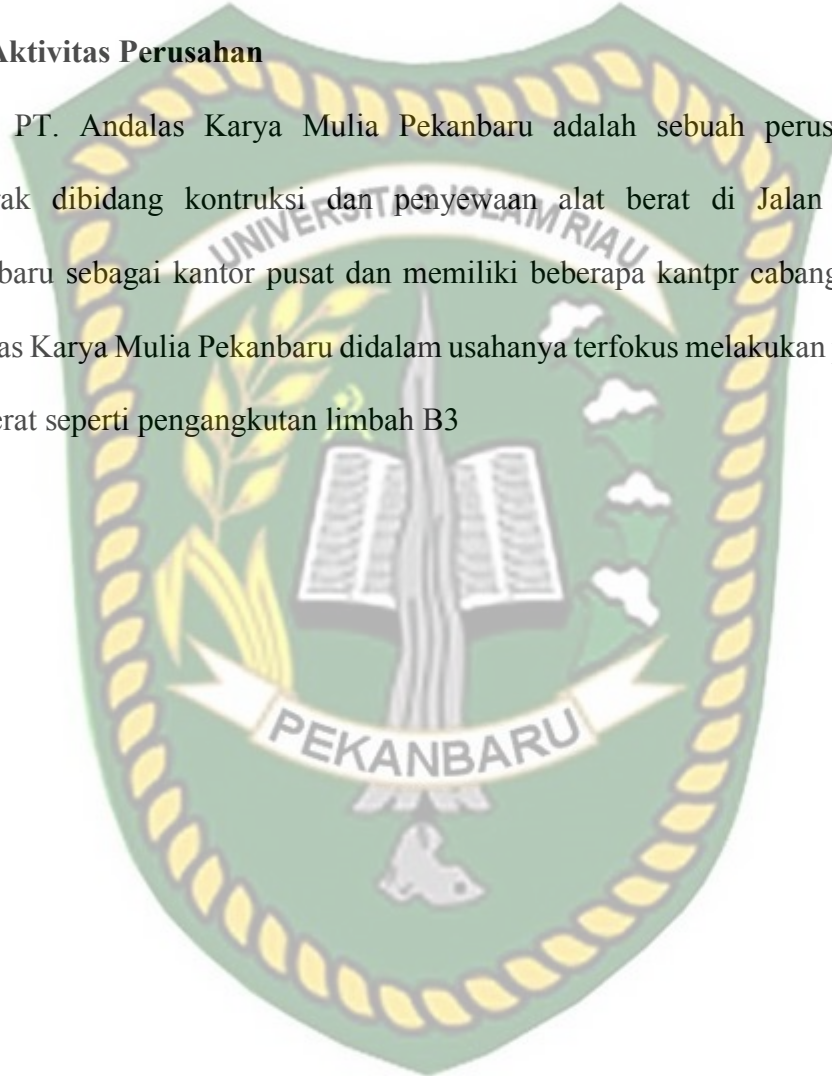 Aktivitas Perusahan
PT. Andalas Karya Mulia Pekanbaru adalah sebuah perus
rak dibidang kontruksi dan penyewaan alat berat di Jalan
baru sebagai kantor pusat dan memiliki beberapa kantpr cabang
as Karya Mulia Pekanbaru didalam usahanya terfokus melakukan
erat seperti pengangkutan limbah B3
UNIVERSITAS ISLAM RIAU
PEKANBARU